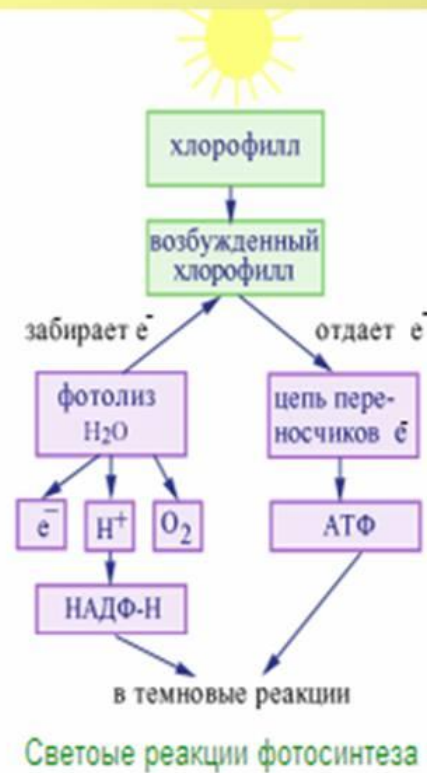 хлорофилл
возбужденный
хлорофилл
забирает e⁻
отдает e⁻
фотолиз
H₂O
цепь пере-
носчиков e⁻
e⁻
H⁺
O₂
АТФ
НАДФ-Н
в темновые реакции
Светоые реакции фотосинтеза